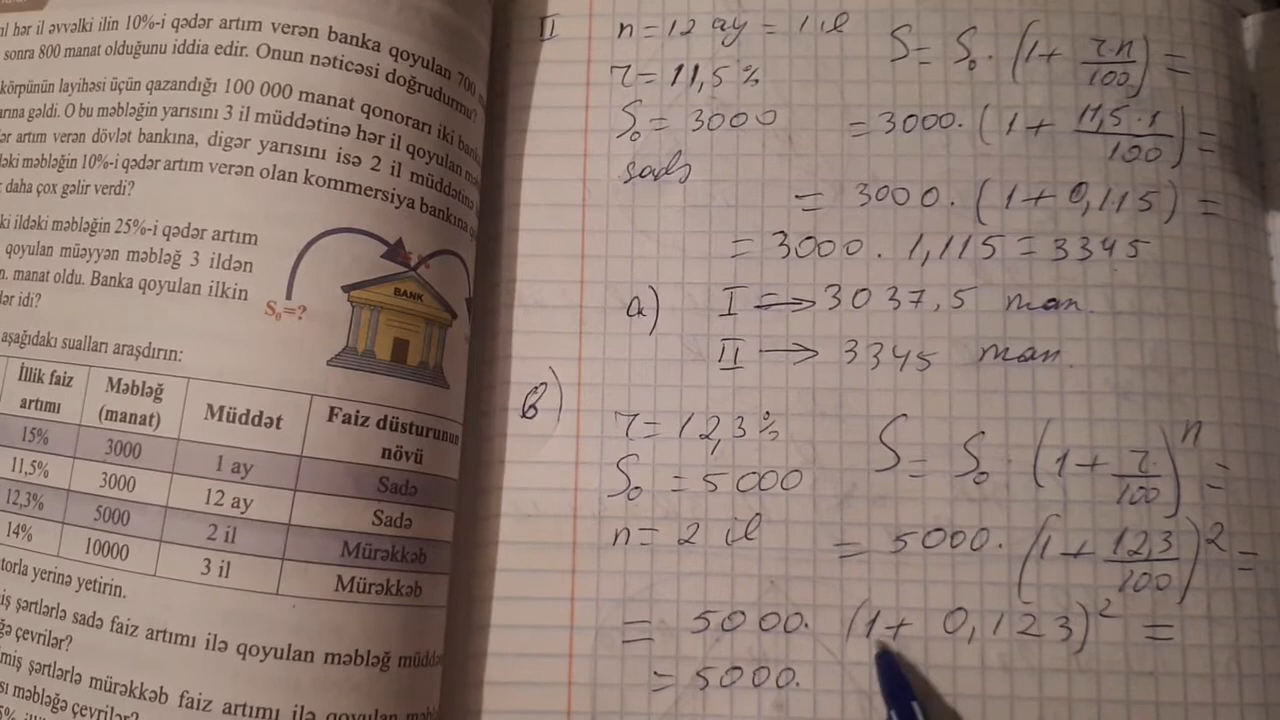 ıl hər il əvvəlki ilin 10%-i qədər artım verən banka qoyulan 700
sonra 800 manat olduğunu iddia edir. Onun nəticəsi doğrudurmu?
körpünün layihəsi üçün qazandığı 100 000 manat qonorarı iki bank
arına gəldi. O bu məbləğin yarısını 3 il müddətinə hər il qoyulan
ər artım verən dövlət bankına, digər yarısını isə 2 il müddətinə
dəki məbləğin 10%-i qədər artım verən olan kommersiya bankına
daha çox gəlir verdi?
ki ildəki məbləğin 25%-i qədər artım
qoyulan müəyyən məbləğ 3 ildən
n. manat oldu. Banka qoyulan ilkin
dər idi?
S₀=?
BANK
aşağıdakı sualları araşdırın:
İllik faiz artımı Məbləğ (manat) Müddət Faiz düsturunun növü
15% 3000 1 ay Sadə
11,5% 3000 12 ay Sadə
12,3% 5000 2 il Mürəkkəb
14% 10000 3 il Mürəkkəb
torla yerinə yetirin.
iş şərtlərlə sadə faiz artımı ilə qoyulan məbləğ
ğə çevrilər?
miş şərtlərlə mürəkkəb faiz artımı ilə qoyulan
sı məbləğə çevrilər?
II n = 12 ay = 1 il S = S₀ · (1 + r·n/100) =
r = 11,5%
S₀ = 3000 = 3000 · (1 + 11,5·1/100) =
sadə
= 3000 · (1 + 0,115) =
= 3000 · 1,115 = 3345
a) I → 3037,5 man.
II → 3345 man.
b)
r = 12,3% S = S₀ · (1 + r/100)ⁿ =
S₀ = 5000
n = 2 il = 5000 · (1 + 12,3/100)² =
= 5000 · (1 + 0,123)² =
= 5000 ·